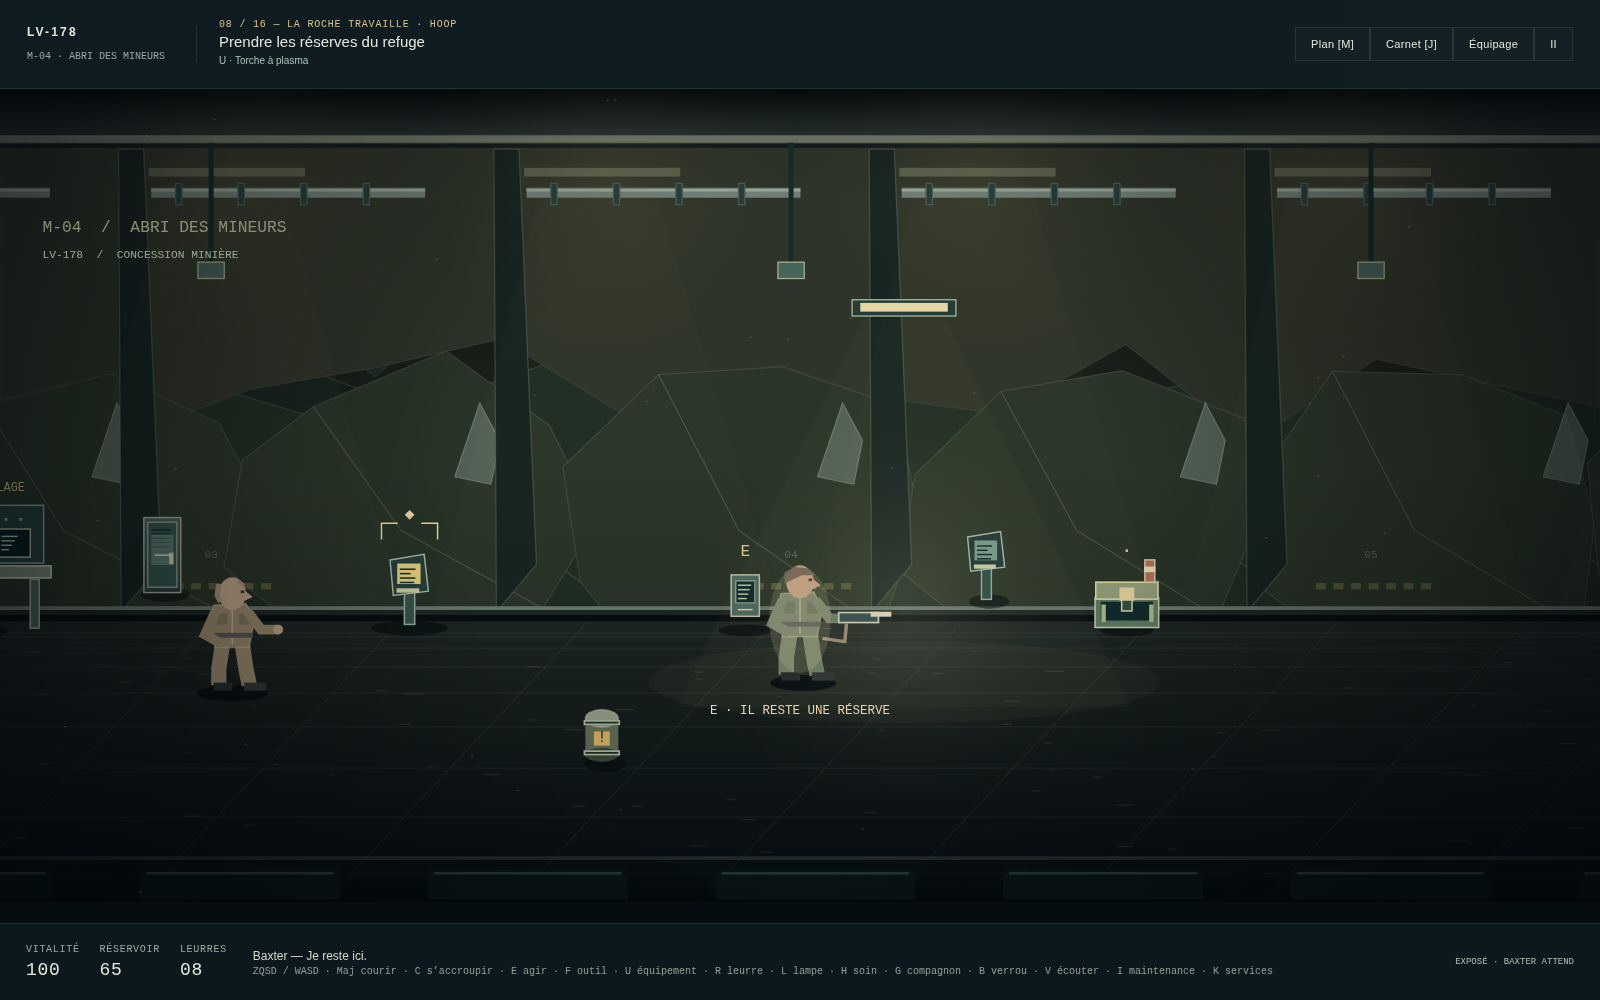 LV-178
M-04 · ABRI DES MINEURS
08 / 16 — LA ROCHE TRAVAILLE · HOOP
Prendre les réserves du refuge
U · Torche à plasma
Plan [M]
Carnet [J]
Équipage
II
M-04 / ABRI DES MINEURS
LV-178 / CONCESSION MINIÈRE
LAGE
03
E
04
05
!
E · IL RESTE UNE RÉSERVE
VITALITÉ
100
RÉSERVOIR
65
LEURRES
08
Baxter — Je reste ici.
ZQSD / WASD · Maj courir · C s’accroupir · E agir · F outil · U équipement · R leurre · L lampe · H soin · G compagnon · B verrou · V écouter · I maintenance · K services
EXPOSÉ · BAXTER ATTEND